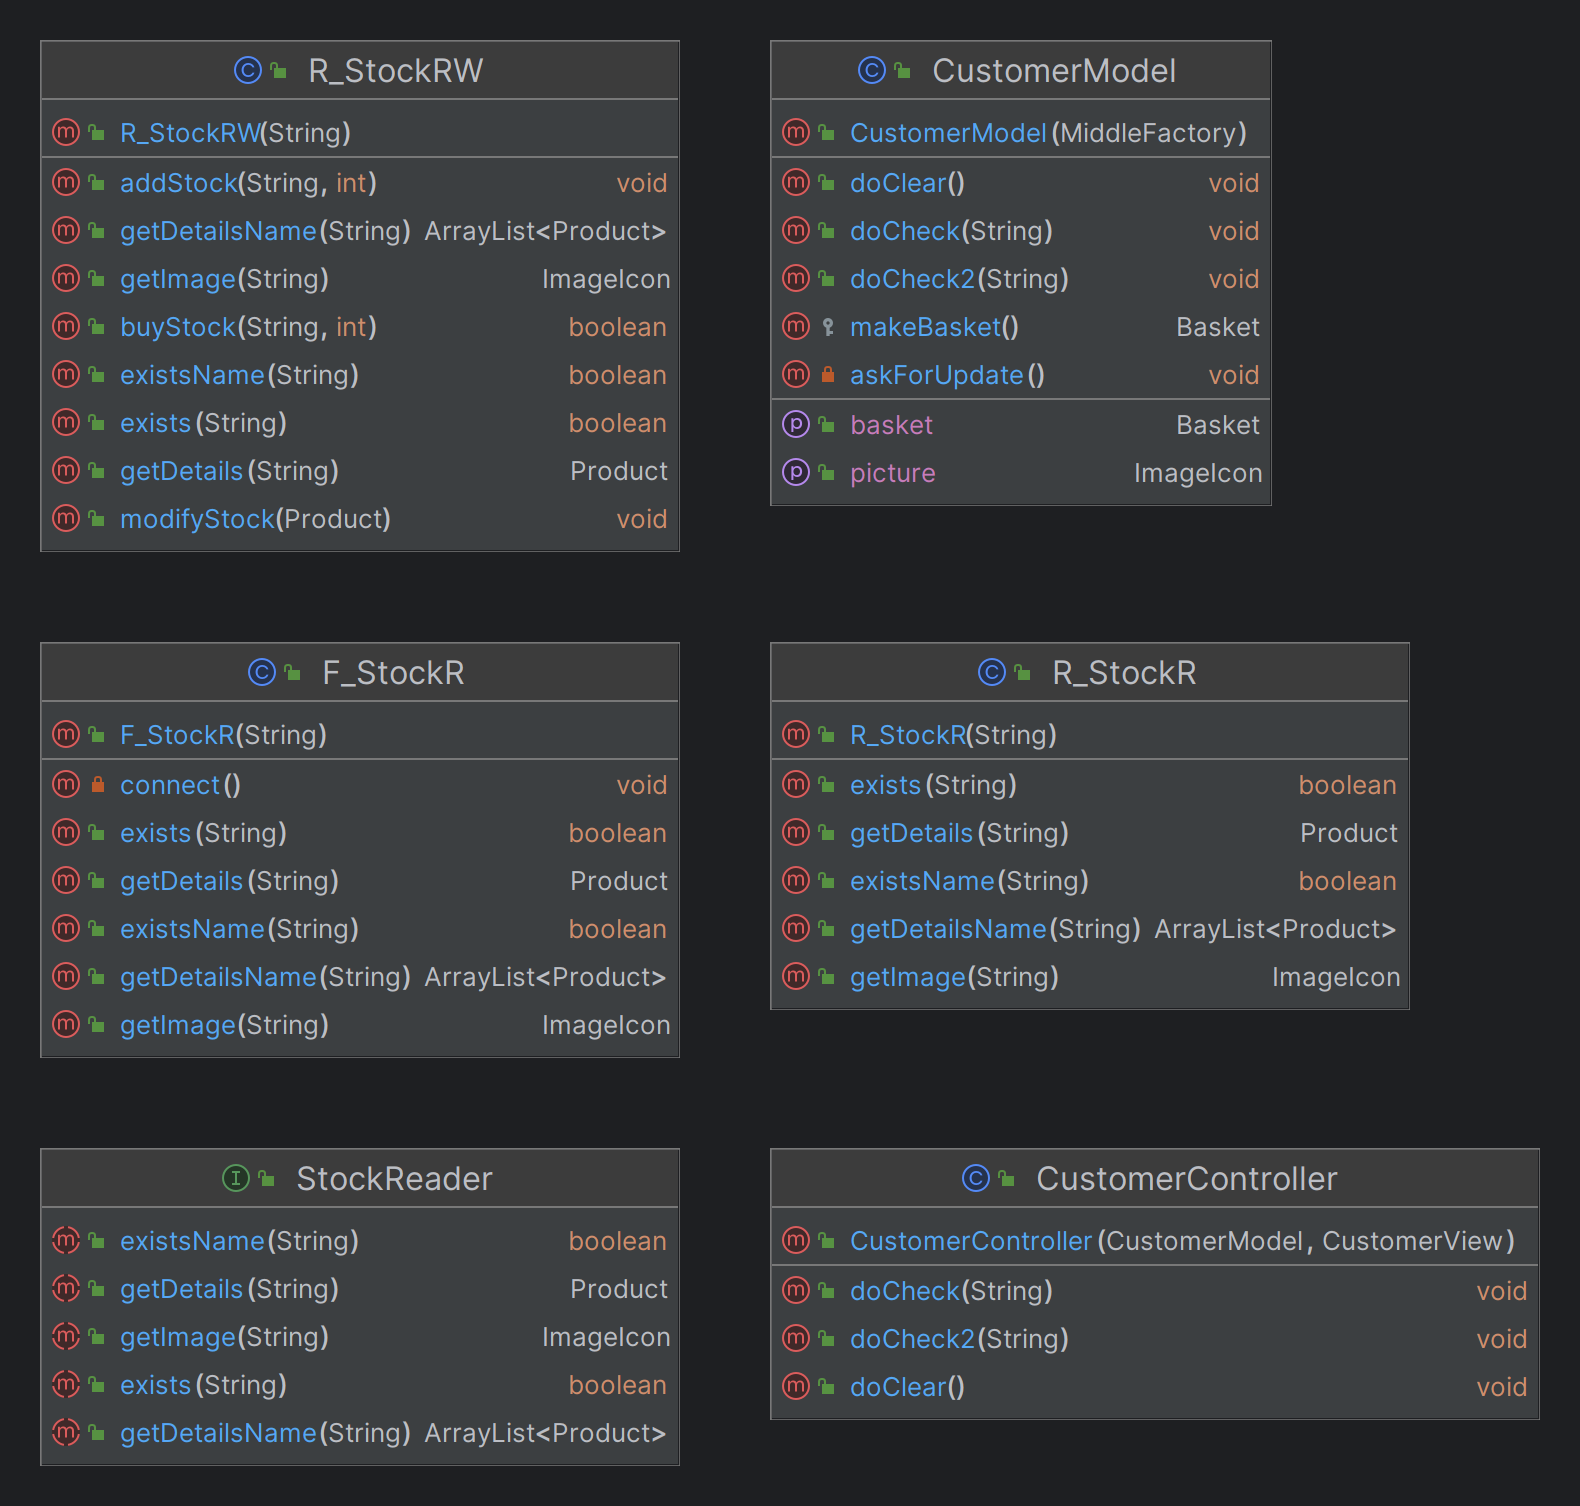 R_StockRW
R_StockRW(String)
addStock(String, int) void
getDetailsName(String) ArrayList<Product>
getImage(String) ImageIcon
buyStock(String, int) boolean
existsName(String) boolean
exists(String) boolean
getDetails(String) Product
modifyStock(Product) void
CustomerModel
CustomerModel(MiddleFactory)
doClear() void
doCheck(String) void
doCheck2(String) void
makeBasket() Basket
askForUpdate() void
basket Basket
picture ImageIcon
F_StockR
F_StockR(String)
connect() void
exists(String) boolean
getDetails(String) Product
existsName(String) boolean
getDetailsName(String) ArrayList<Product>
getImage(String) ImageIcon
R_StockR
R_StockR(String)
exists(String) boolean
getDetails(String) Product
existsName(String) boolean
getDetailsName(String) ArrayList<Product>
getImage(String) ImageIcon
StockReader
existsName(String) boolean
getDetails(String) Product
getImage(String) ImageIcon
exists(String) boolean
getDetailsName(String) ArrayList<Product>
CustomerController
CustomerController(CustomerModel, CustomerView)
doCheck(String) void
doCheck2(String) void
doClear() void